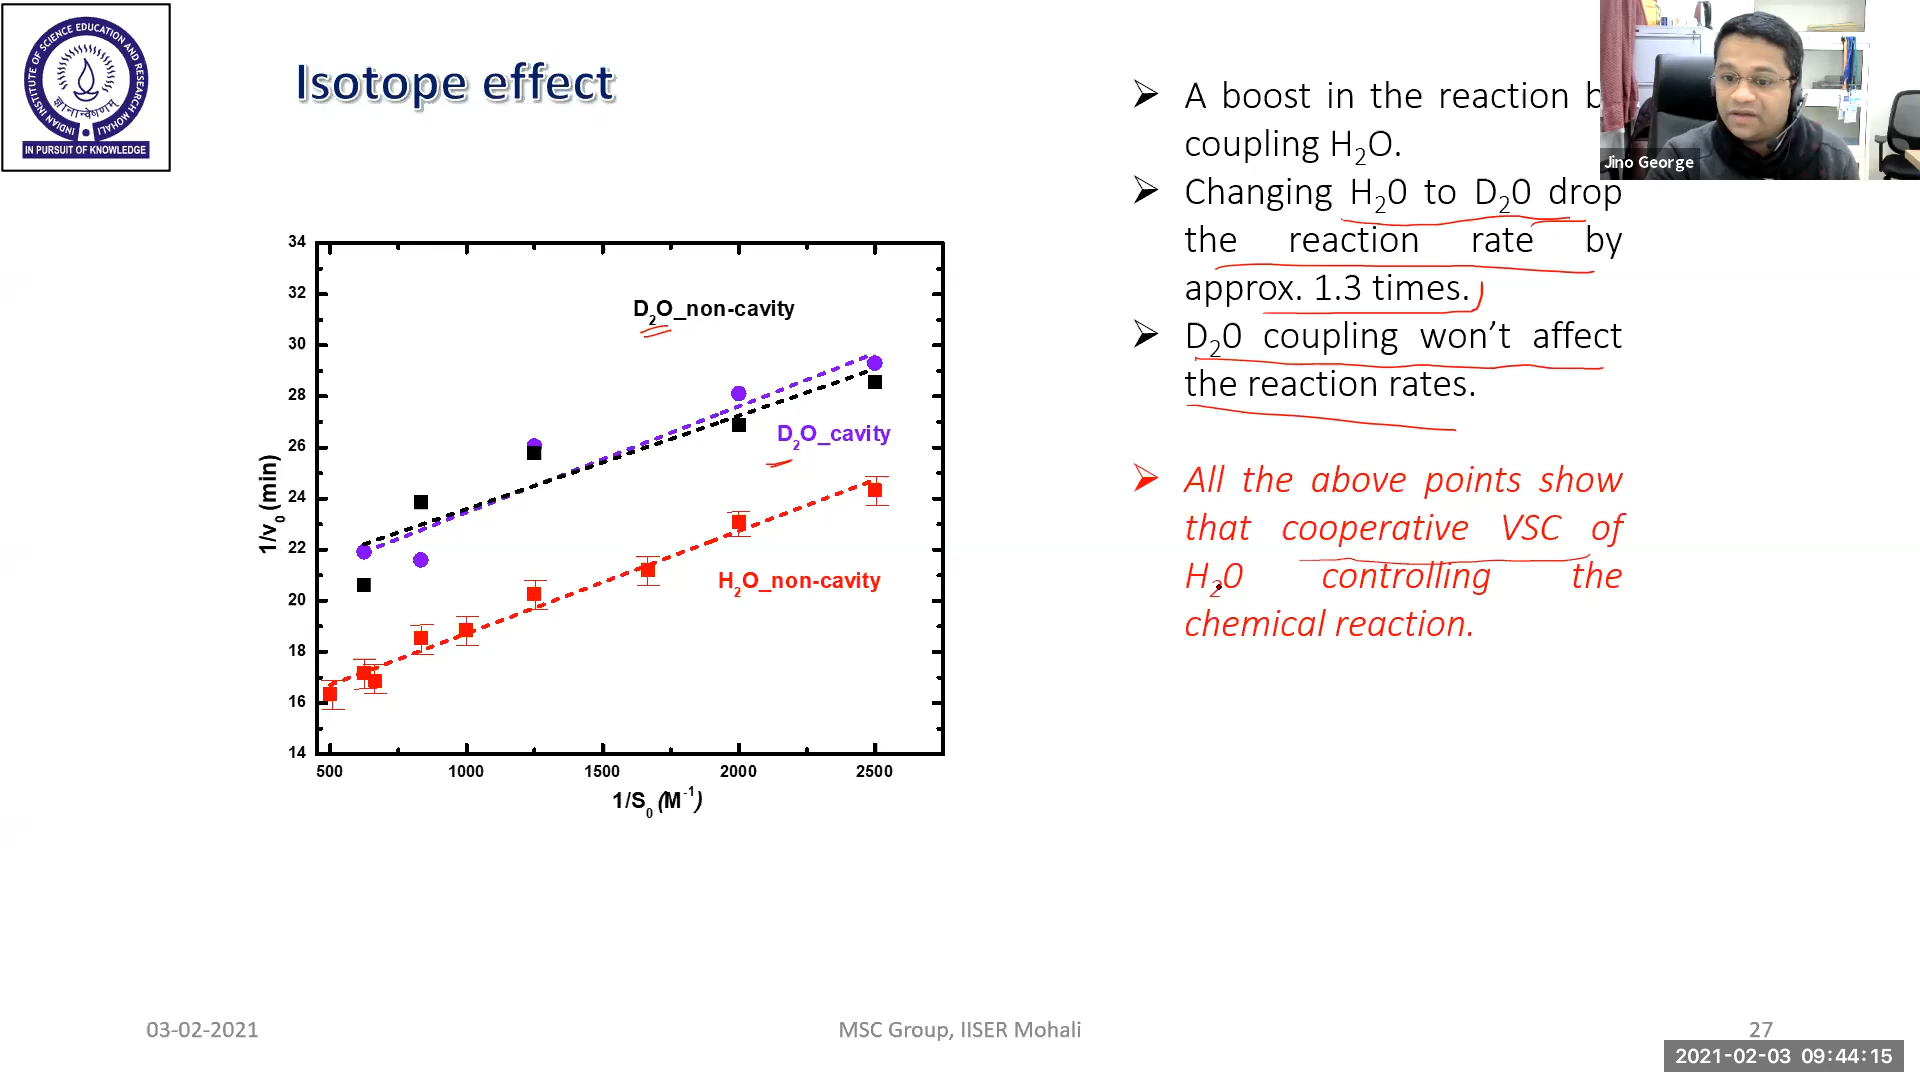 INDIAN INSTITUTE OF SCIENCE EDUCATION AND RESEARCH MOHALI
IN PURSUIT OF KNOWLEDGE
Isotope effect
➢ A boost in the reaction b
coupling H₂O.
➢ Changing H₂0 to D₂0 drop
the reaction rate by
approx. 1.3 times.
➢ D₂0 coupling won’t affect
the reaction rates.
➢ All the above points show
that cooperative VSC of
H₂0 controlling the
chemical reaction.
Jino George
34
32
30
28
26
24
22
20
18
16
14
1/v₀ (min)
D₂O_non-cavity
D₂O_cavity
H₂O_non-cavity
500 1000 1500 2000 2500
1/S₀ (M⁻¹)
03-02-2021 MSC Group, IISER Mohali 27
2021-02-03 09:44:15